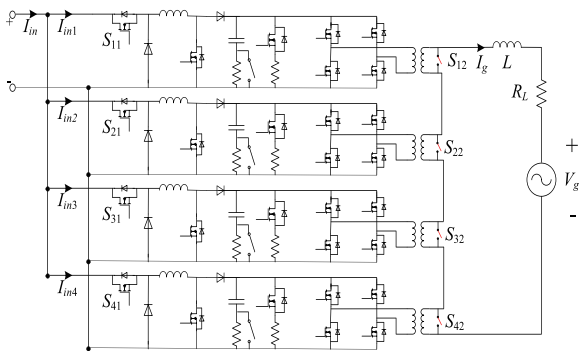 +
I_in I_in1
S_11
-
S_12
I_g L
R_L
I_in2
S_21
S_22
+
V_g
-
I_in3
S_31
S_32
I_in4
S_41
S_42